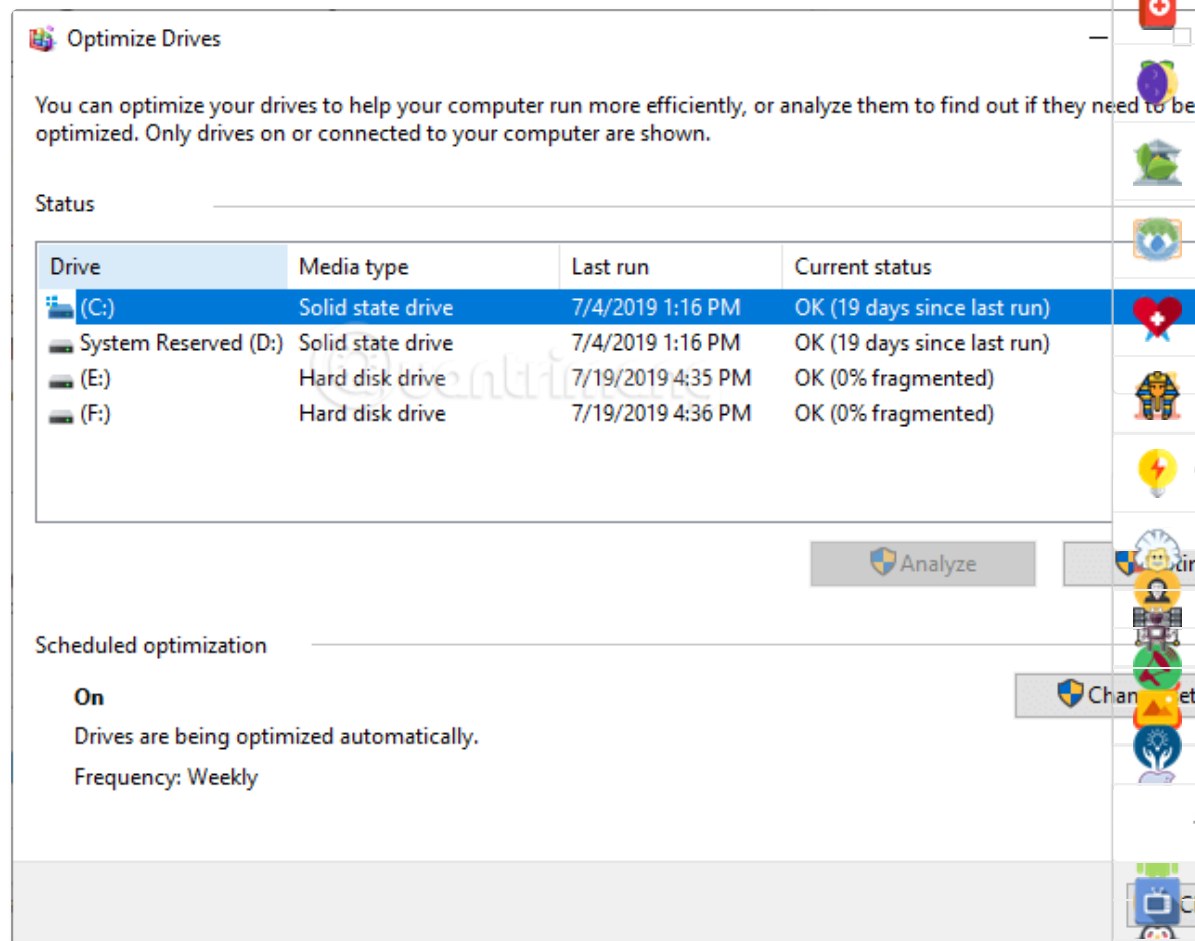 Optimize Drives
You can optimize your drives to help your computer run more efficiently, or analyze them to find out if they need to be
optimized. Only drives on or connected to your computer are shown.
Status
Drive Media type Last run Current status
(C:) Solid state drive 7/4/2019 1:16 PM OK (19 days since last run)
System Reserved (D:) Solid state drive 7/4/2019 1:16 PM OK (19 days since last run)
(E:) Hard disk drive 7/19/2019 4:35 PM OK (0% fragmented)
(F:) Hard disk drive 7/19/2019 4:36 PM OK (0% fragmented)
quantrimang
Analyze
Scheduled optimization
On
Drives are being optimized automatically.
Frequency: Weekly